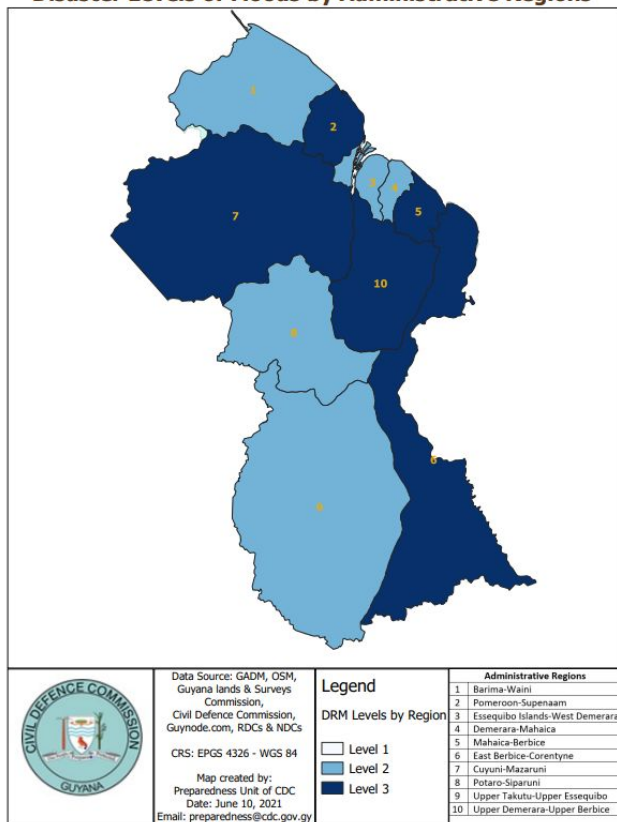 Disaster Levels of Floods by Administrative Regions
1
2
3
4
5
7
10
8
6
9
CIVIL DEFENCE COMMISSION
GUYANA
Data Source: GADM, OSM,
Guyana lands & Surveys
Commission,
Civil Defence Commission,
Guynode.com, RDCs & NDCs
CRS: EPGS 4326 - WGS 84
Map created by:
Preparedness Unit of CDC
Date: June 10, 2021
Email: preparedness@cdc.gov.gy
Legend
DRM Levels by Region
Level 1
Level 2
Level 3
Administrative Regions
1 Barima-Waini
2 Pomeroon-Supenaam
3 Essequibo Islands-West Demerara
4 Demerara-Mahaica
5 Mahaica-Berbice
6 East Berbice-Corentyne
7 Cuyuni-Mazaruni
8 Potaro-Siparuni
9 Upper Takutu-Upper Essequibo
10 Upper Demerara-Upper Berbice